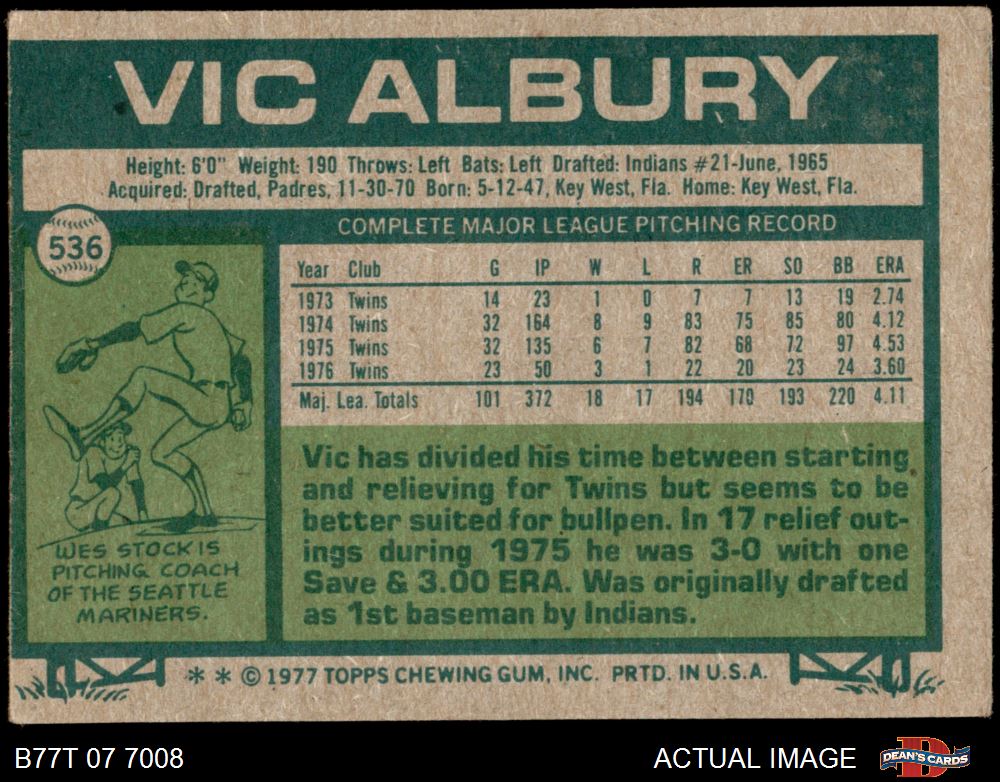 VIC ALBURY
Height: 6'0" Weight: 190 Throws: Left Bats: Left Drafted: Indians #21-June, 1965
Acquired: Drafted, Padres, 11-30-70 Born: 5-12-47, Key West, Fla. Home: Key West, Fla.
536
COMPLETE MAJOR LEAGUE PITCHING RECORD
Year Club G IP W L R ER SO BB ERA
1973 Twins 14 23 1 0 7 7 13 19 2.74
1974 Twins 32 164 8 9 83 75 85 80 4.12
1975 Twins 32 135 6 7 82 68 72 97 4.53
1976 Twins 23 50 3 1 22 20 23 24 3.60
Maj. Lea. Totals 101 372 18 17 194 170 193 220 4.11
Vic has divided his time between starting
and relieving for Twins but seems to be
better suited for bullpen. In 17 relief out-
ings during 1975 he was 3-0 with one
Save & 3.00 ERA. Was originally drafted
as 1st baseman by Indians.
WES STOCK IS
PITCHING COACH
OF THE SEATTLE
MARINERS.
* * © 1977 TOPPS CHEWING GUM, INC. PRTD. IN U.S.A.
B77T 07 7008
ACTUAL IMAGE
DEAN'S CARDS